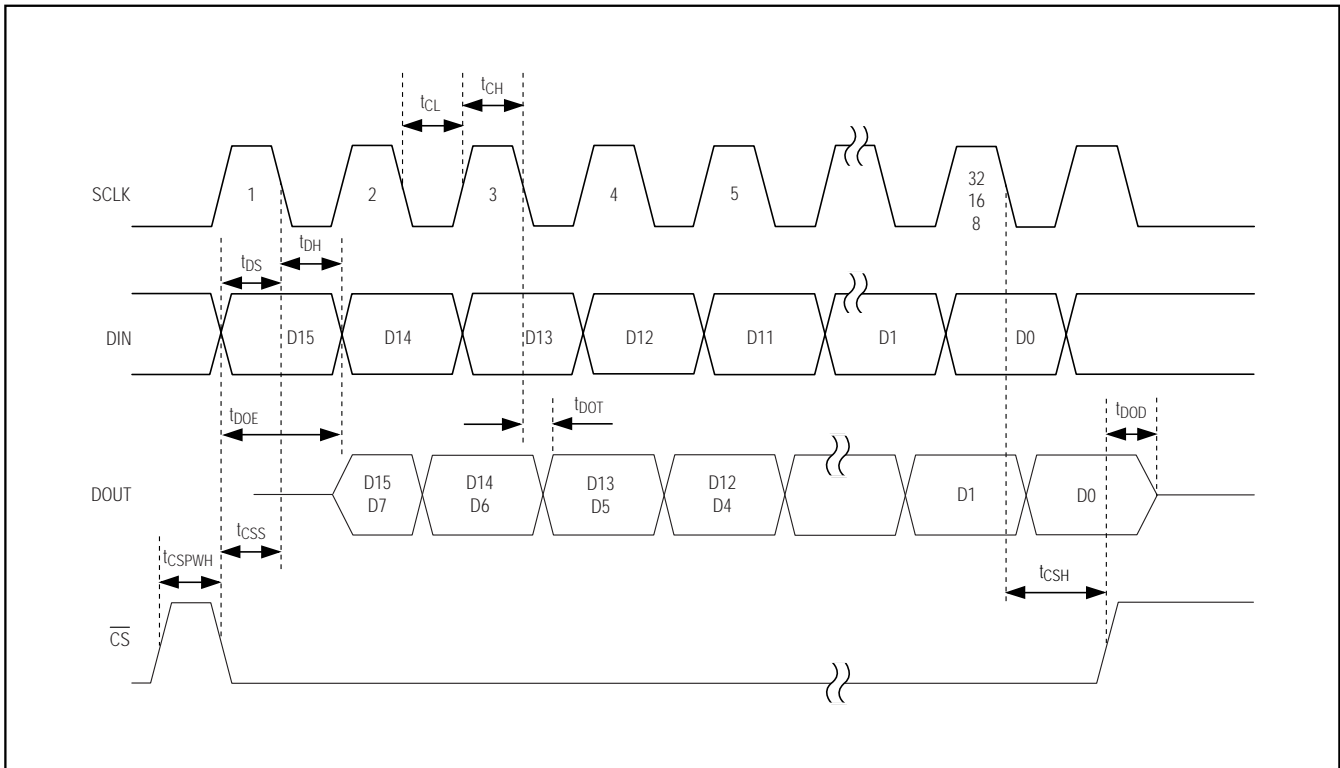 tCL
tCH
SCLK
1
2
3
4
5
32
16
8
tDS
tDH
DIN
D15
D14
D13
D12
D11
D1
D0
tDOE
tDOT
tDOD
DOUT
D15
D7
D14
D6
D13
D5
D12
D4
D1
D0
tCSPWH
tCSS
tCSH
CS